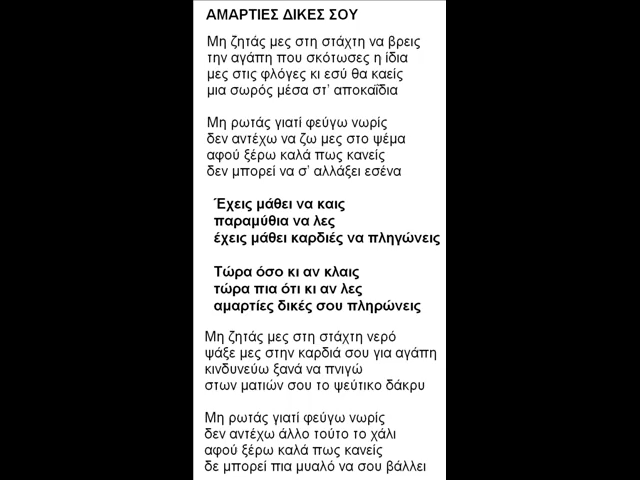 ΑΜΑΡΤΙΕΣ ΔΙΚΕΣ ΣΟΥ
Μη ζητάς μες στη στάχτη να βρεις
την αγάπη που σκότωσες η ίδια
μες στις φλόγες κι εσύ θα καείς
μια σωρός μέσα στ' αποκαΐδια
Μη ρωτάς γιατί φεύγω νωρίς
δεν αντέχω να ζω μες στο ψέμα
αφού ξέρω καλά πως κανείς
δεν μπορεί να σ' αλλάξει εσένα
Έχεις μάθει να καις
παραμύθια να λες
έχεις μάθει καρδιές να πληγώνεις
Τώρα όσο κι αν κλαις
τώρα πια ότι κι αν λες
αμαρτίες δικές σου πληρώνεις
Μη ζητάς μες στη στάχτη νερό
ψάξε μες στην καρδιά σου για αγάπη
κινδυνεύω ξανά να πνιγώ
στων ματιών σου το ψεύτικο δάκρυ
Μη ρωτάς γιατί φεύγω νωρίς
δεν αντέχω άλλο τούτο το χάλι
αφού ξέρω καλά πως κανείς
δε μπορεί πια μυαλό να σου βάλλει